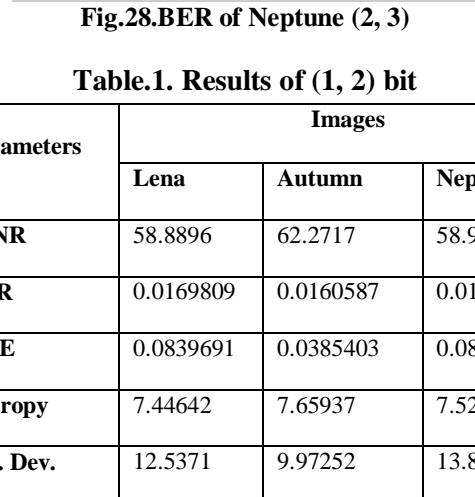 Fig.28.BER of Neptune (2, 3)
Table.1. Results of (1, 2) bit
Images
Lena Autumn
58.8896 62.2717
0.0169809 0.0160587
0.0839691 0.0385403
7.44642 7.65937
Dev. 12.5371 9.97252